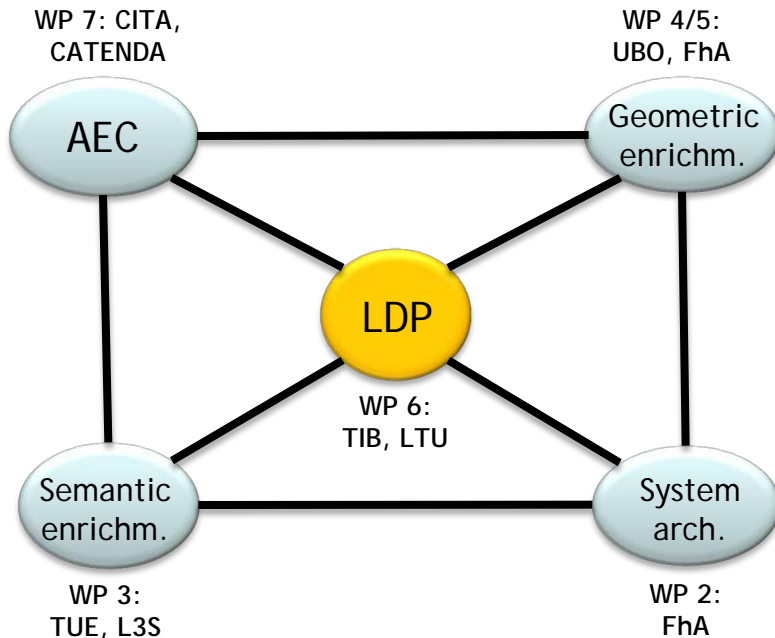 WP 7: CITA,
CATENDA
AEC
WP 4/5:
UBO, FhA
Geometric
enrichm.
LDP
WP 6:
TIB, LTU
Semantic
enrichm.
WP 3:
TUE, L3S
System
arch.
WP 2:
FhA